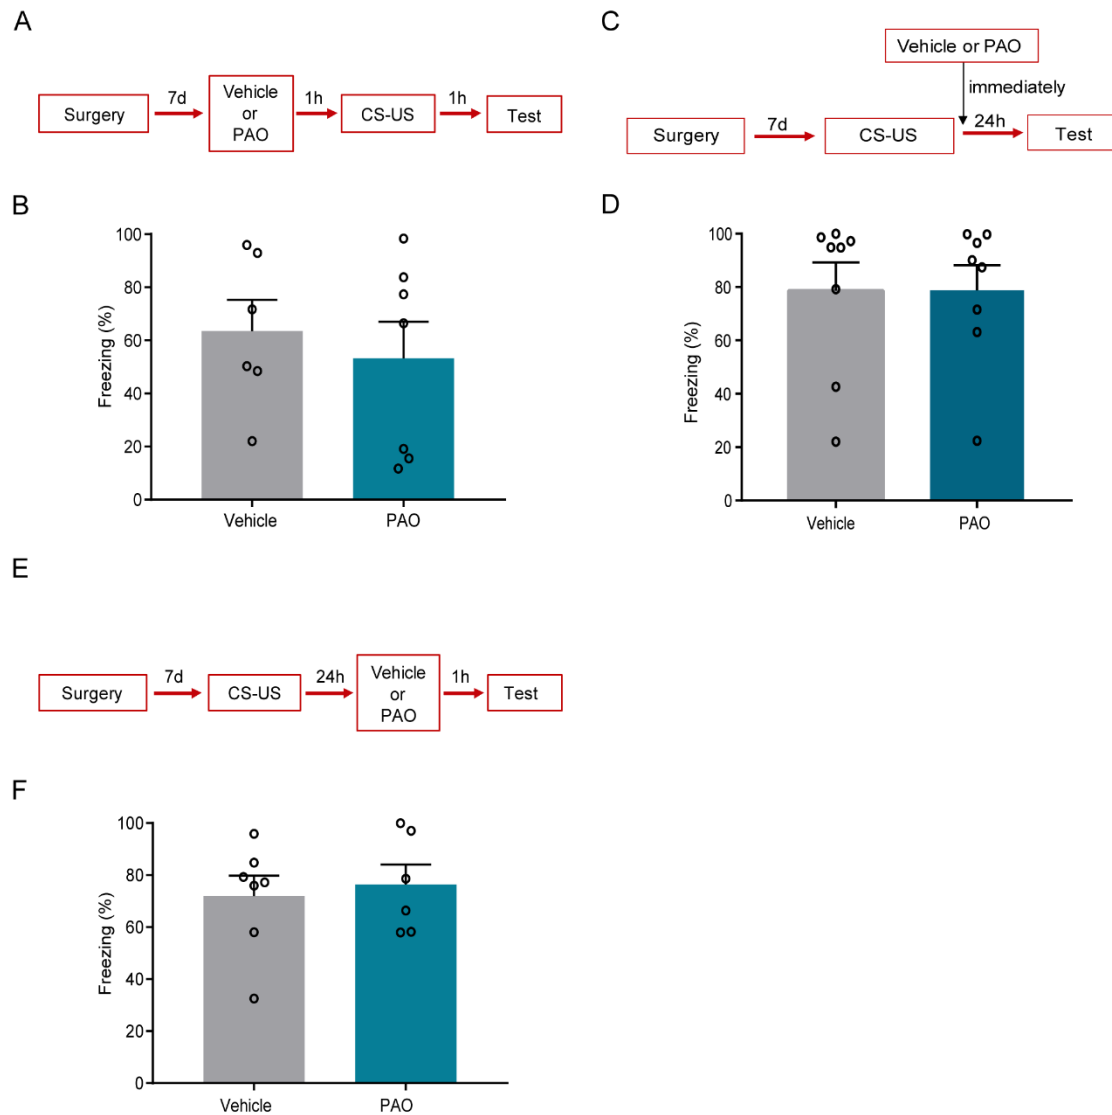 A
Surgery
7d
Vehicle
or
PAO
1h
CS-US
1h
Test
B
100
80
60
40
20
0
Freezing (%)
Vehicle
PAO
C
Vehicle or PAO
immediately
Surgery
7d
CS-US
24h
Test
D
100
80
60
40
20
0
Freezing (%)
Vehicle
PAO
E
Surgery
7d
CS-US
24h
Vehicle
or
PAO
1h
Test
F
100
80
60
40
20
0
Freezing (%)
Vehicle
PAO